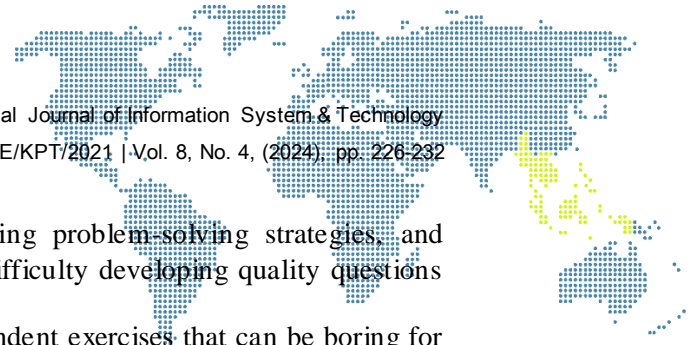 al Journal of Information System & Technology
E/KPT/2021 | Vol. 8, No. 4, (2024), pp. 226-232
ing problem-solving strategies, and
ifficulty developing quality questions
ndent exercises that can be boring for